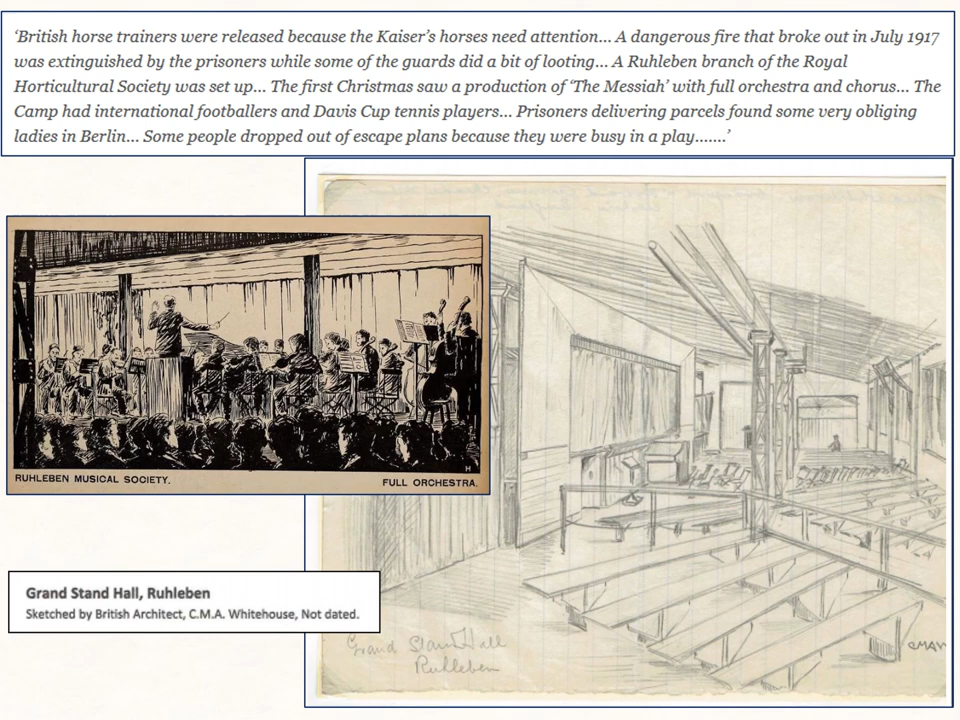 ‘British horse trainers were released because the Kaiser’s horses need attention... A dangerous fire that broke out in July 1917
was extinguished by the prisoners while some of the guards did a bit of looting... A Ruhleben branch of the Royal
Horticultural Society was set up... The first Christmas saw a production of ‘The Messiah’ with full orchestra and chorus... The
Camp had international footballers and Davis Cup tennis players... Prisoners delivering parcels found some very obliging
ladies in Berlin... Some people dropped out of escape plans because they were busy in a play.......’
H
RUHLEBEN MUSICAL SOCIETY. FULL ORCHESTRA.
Grand Stand Hall, Ruhleben
Sketched by British Architect, C.M.A. Whitehouse, Not dated.
Grand Stand Hall
Ruhleben
CMAW